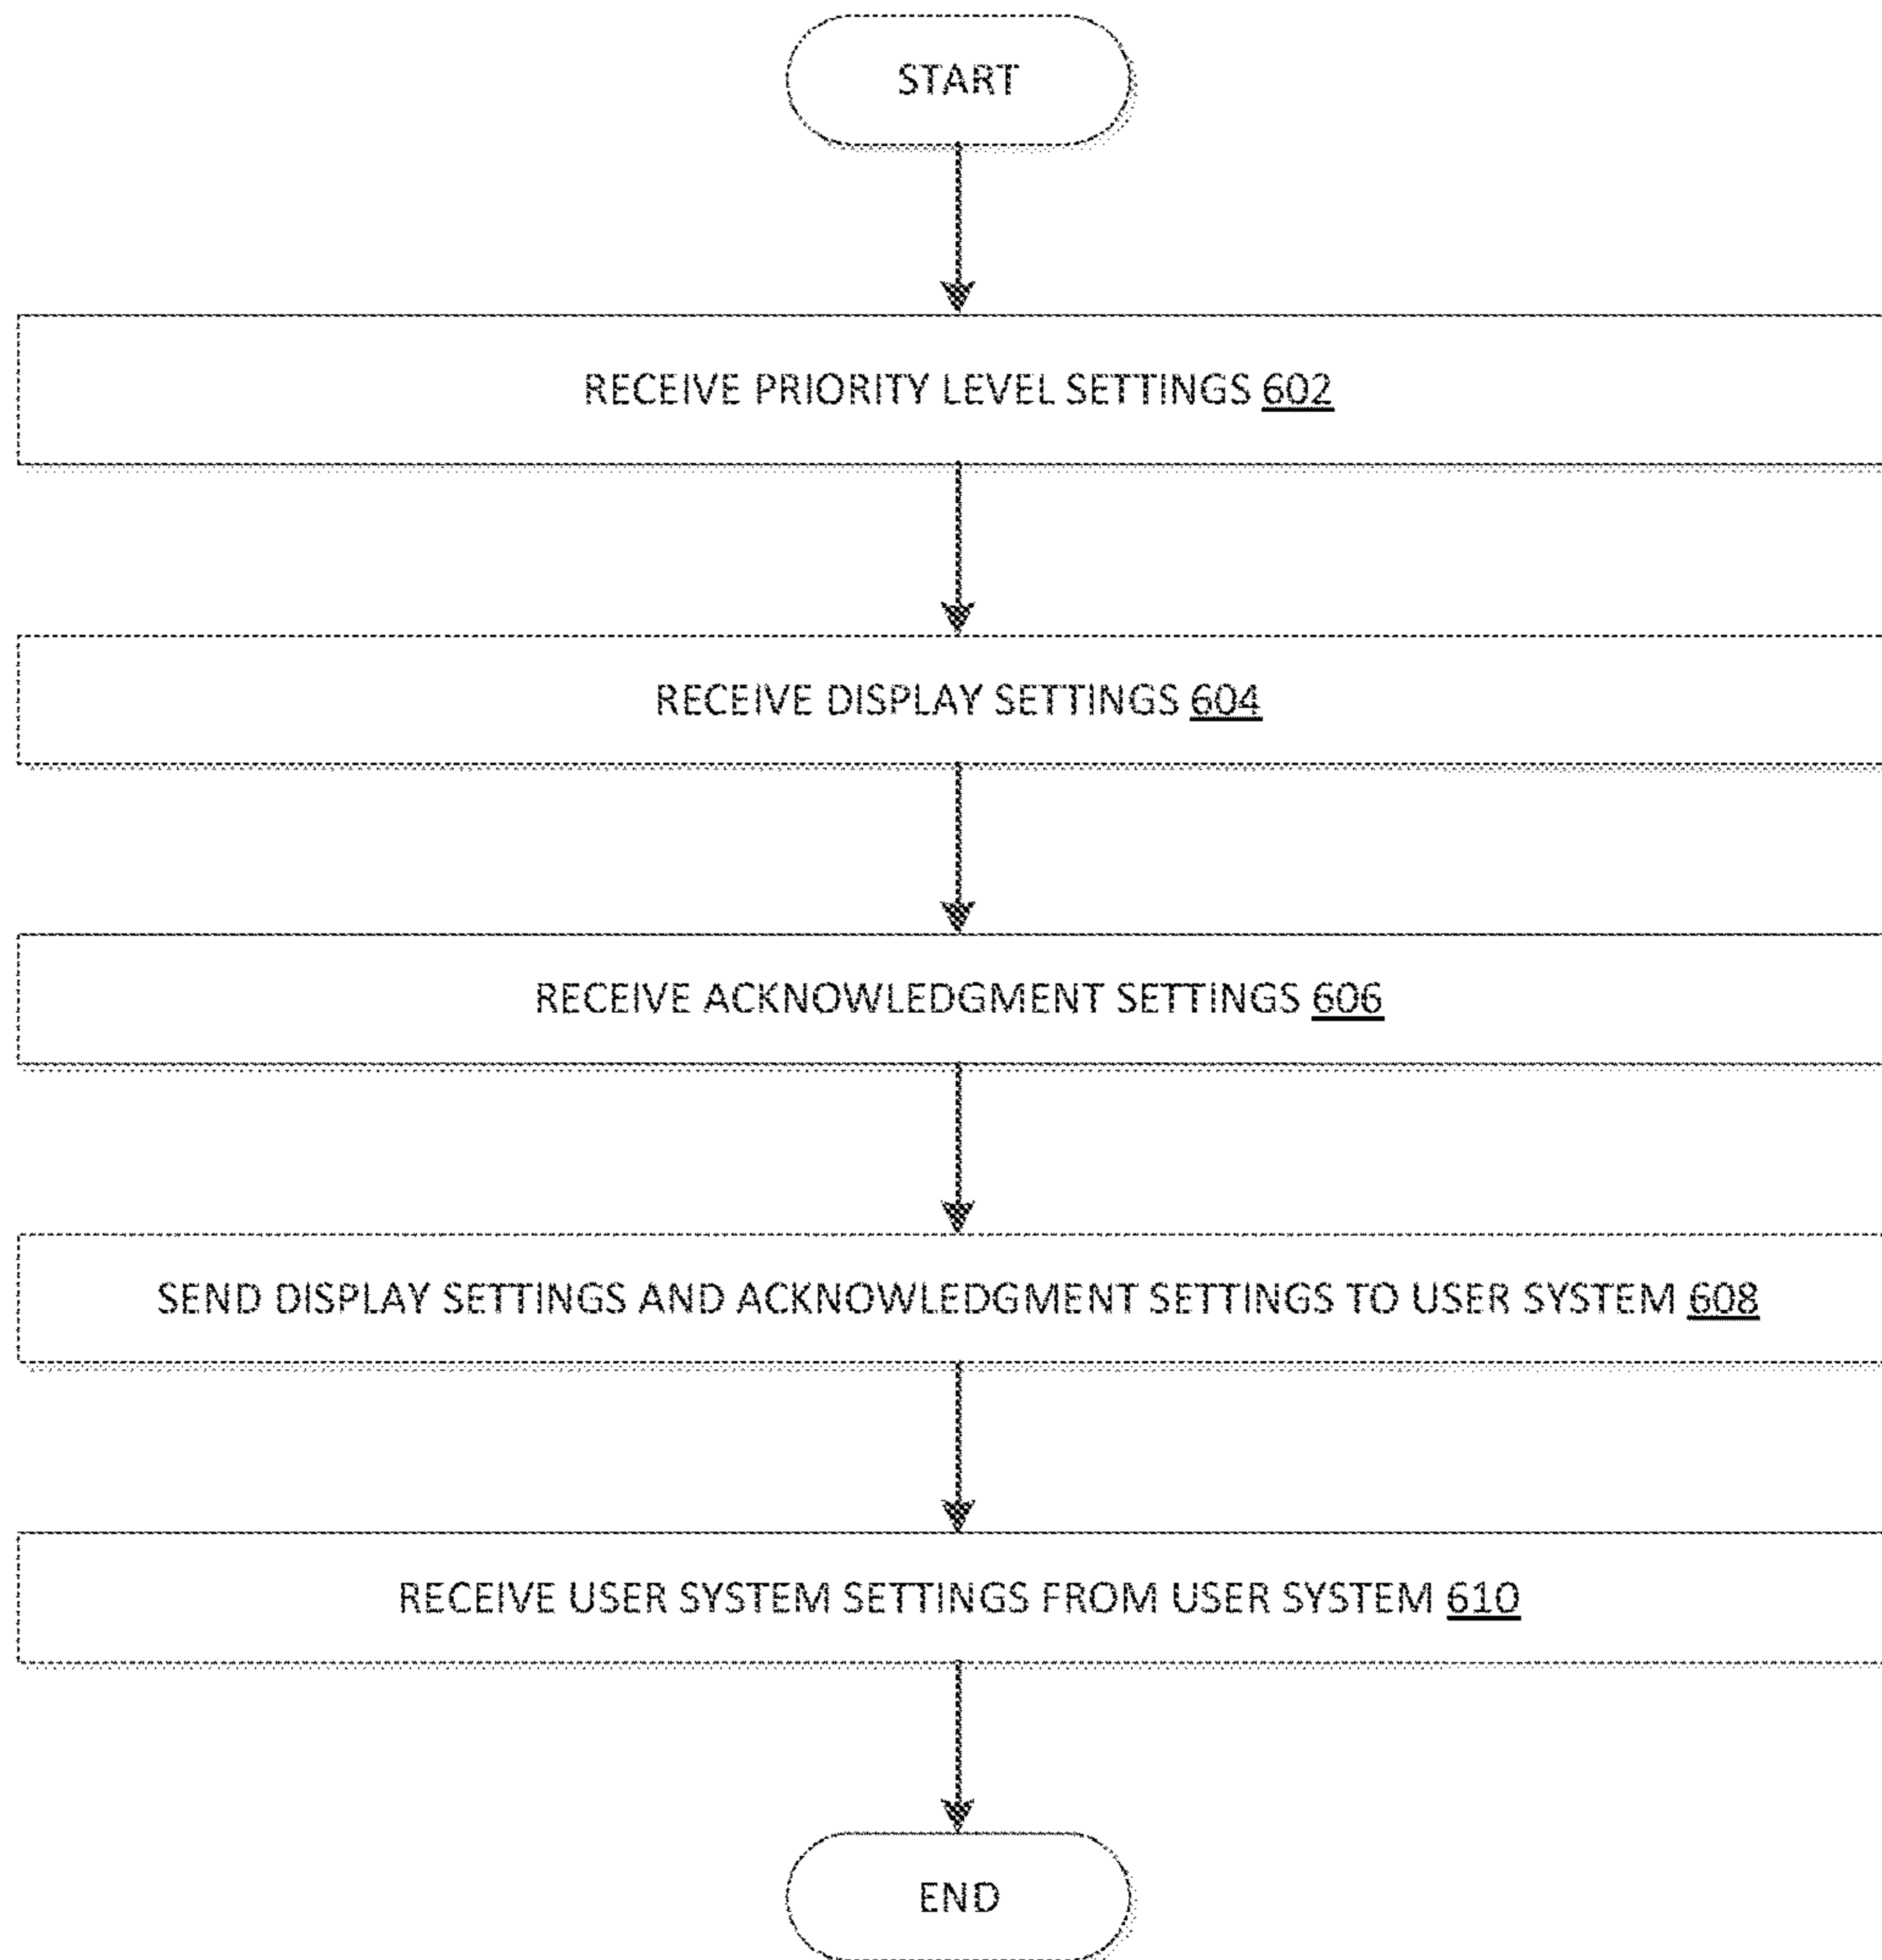 START
RECEIVE PRIORITY LEVEL SETTINGS 602
RECEIVE DISPLAY SETTINGS 604
RECEIVE ACKNOWLEDGMENT SETTINGS 606
SEND DISPLAY SETTINGS AND ACKNOWLEDGMENT SETTINGS TO USER SYSTEM 608
RECEIVE USER SYSTEM SETTINGS FROM USER SYSTEM 610
END